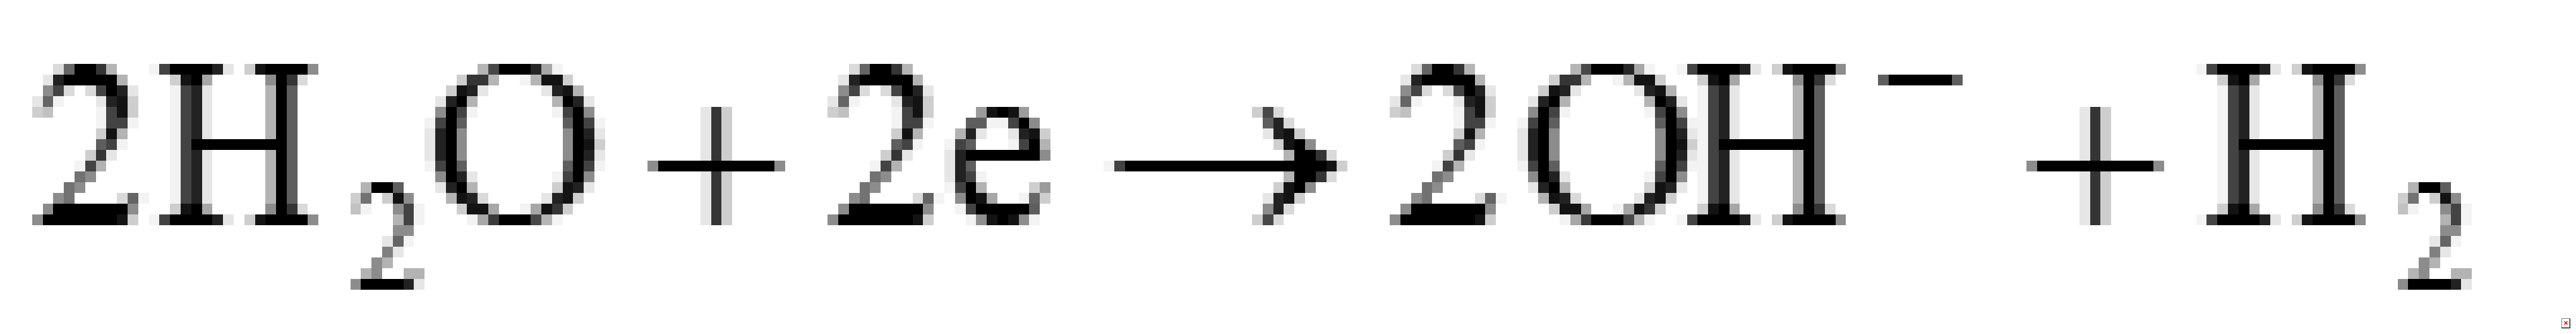 2H₂O + 2e → 2OH⁻ + H₂